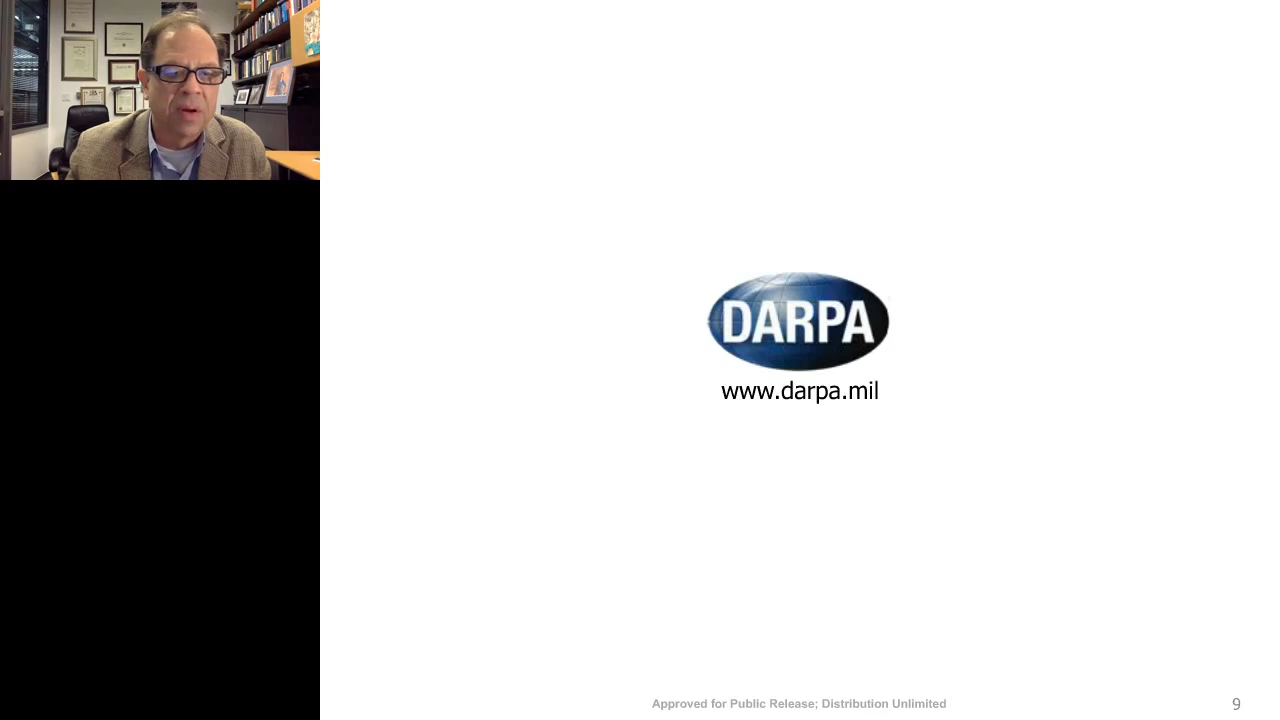 DARPA
www.darpa.mil
Approved for Public Release; Distribution Unlimited
9